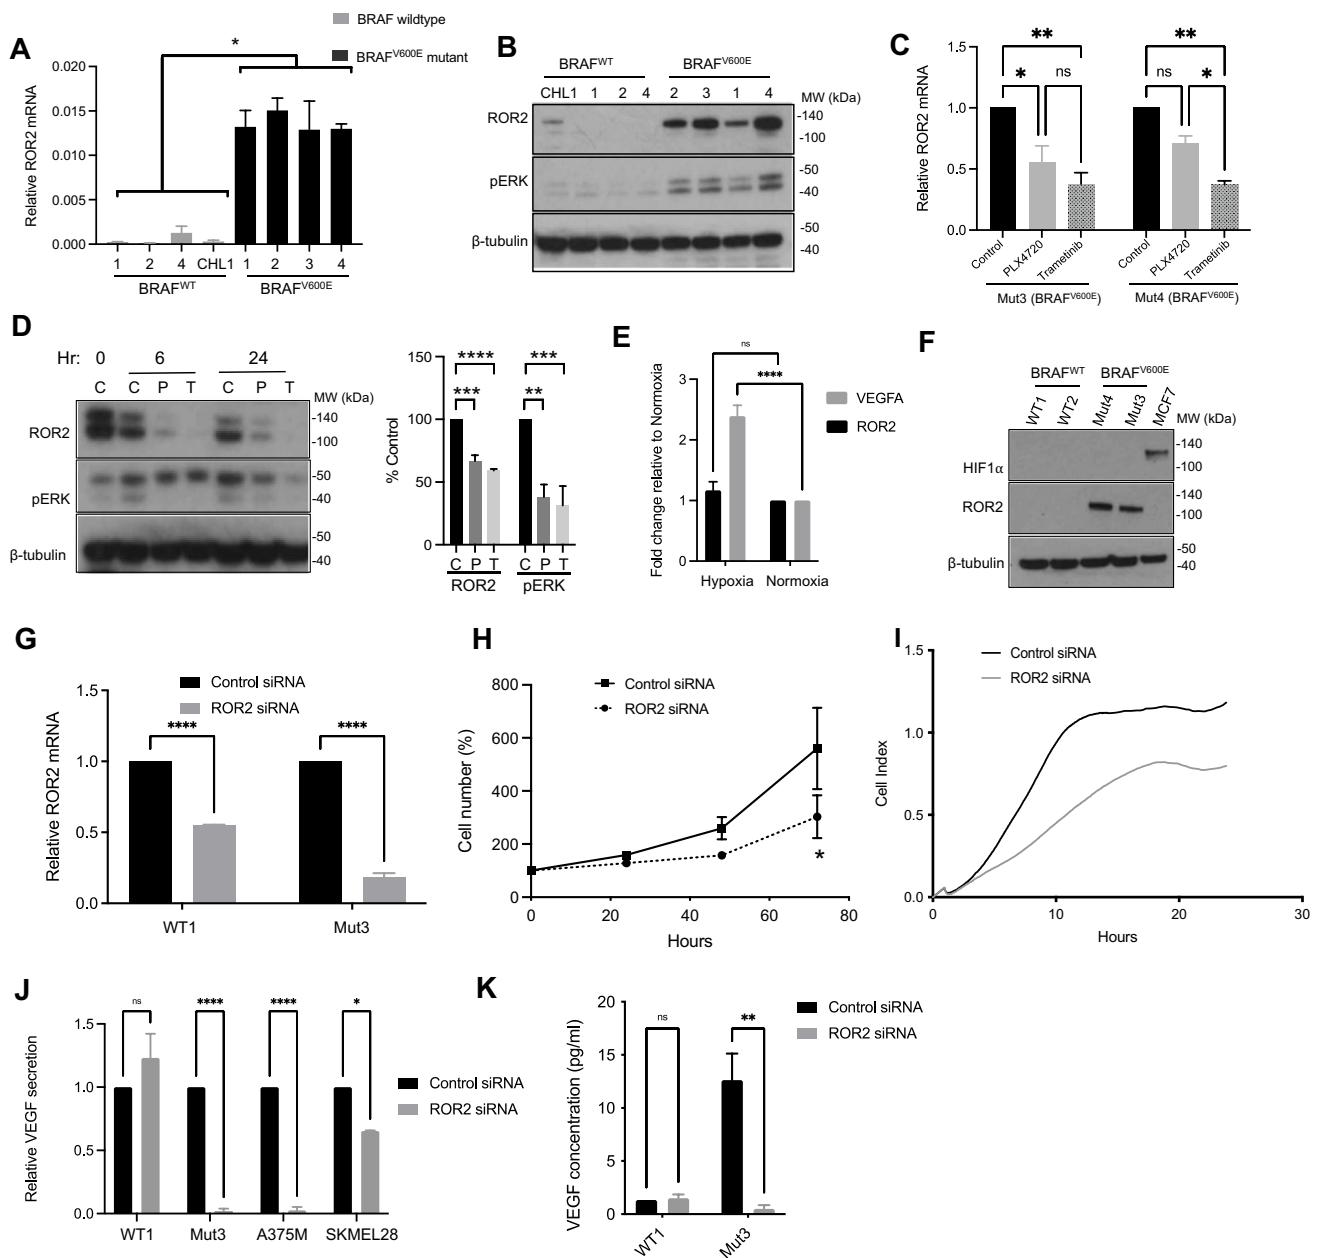 A
BRAF wildtype
BRAFV600E mutant
*
0.020
0.015
0.010
0.005
0.000
Relative ROR2 mRNA
1 2 4 CHL1 1 2 3 4
BRAFWT BRAFV600E
B
BRAFWT BRAFV600E
CHL1 1 2 4 2 3 1 4 MW (kDa)
ROR2 -140
-100
pERK -50
-40
β-tubulin -50
-40
C
Relative ROR2 mRNA
1.5
1.0
0.5
0.0
** **
* ns ns *
Control PLX4720 Trametinib Control PLX4720 Trametinib
Mut3 (BRAFV600E) Mut4 (BRAFV600E)
D
Hr: 0 6 24
C C P T C P T
MW (kDa)
ROR2 -140
-100
pERK -50
-40
β-tubulin -50
-40
% Control
150
100
50
0
**** ***
*** **
C P T C P T
ROR2 pERK
E
ns
****
VEGFA
ROR2
Fold change relative to Normoxia
3
2
1
0
Hypoxia Normoxia
F
BRAFWT BRAFV600E
WT1 WT2 Mut4 Mut3 MCF7
MW (kDa)
HIF1α -140
-100
ROR2 -140
-100
β-tubulin -50
-40
G
Control siRNA
ROR2 siRNA
Relative ROR2 mRNA
1.5
1.0
0.5
0.0
**** ****
WT1 Mut3
H
Control siRNA
ROR2 siRNA
Cell number (%)
800
600
400
200
0
*
0 20 40 60 80
Hours
I
Control siRNA
ROR2 siRNA
Cell Index
1.5
1.0
0.5
0.0
0 10 20 30
Hours
J
ns **** **** *
Relative VEGF secretion
1.5
1.0
0.5
0.0
Control siRNA
ROR2 siRNA
WT1 Mut3 A375M SKMEL28
K
VEGF concentration (pg/ml)
20
15
10
5
0
ns **
Control siRNA
ROR2 siRNA
WT1 Mut3